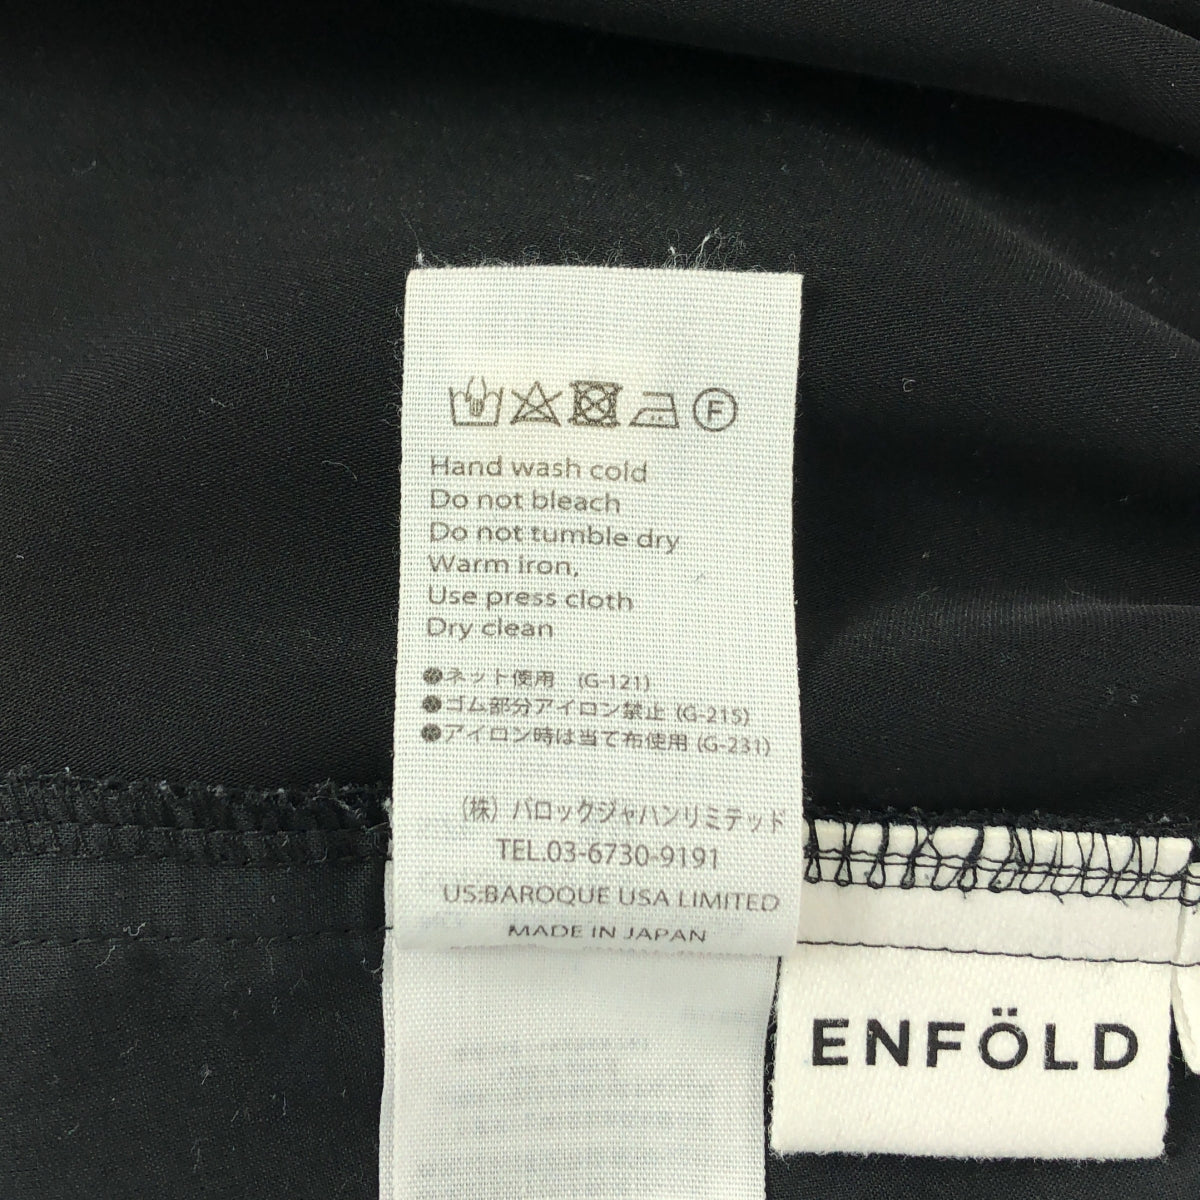 F
Hand wash cold
Do not bleach
Do not tumble dry
Warm iron,
Use press cloth
Dry clean
●ネット使用 (G-121)
●ゴム部分アイロン禁止 (G-215)
●アイロン時は当て布使用 (G-231)
(株) バロックジャパンリミテッド
TEL.03-6730-9191
US:BAROQUE USA LIMITED
MADE IN JAPAN
ENFÖLD